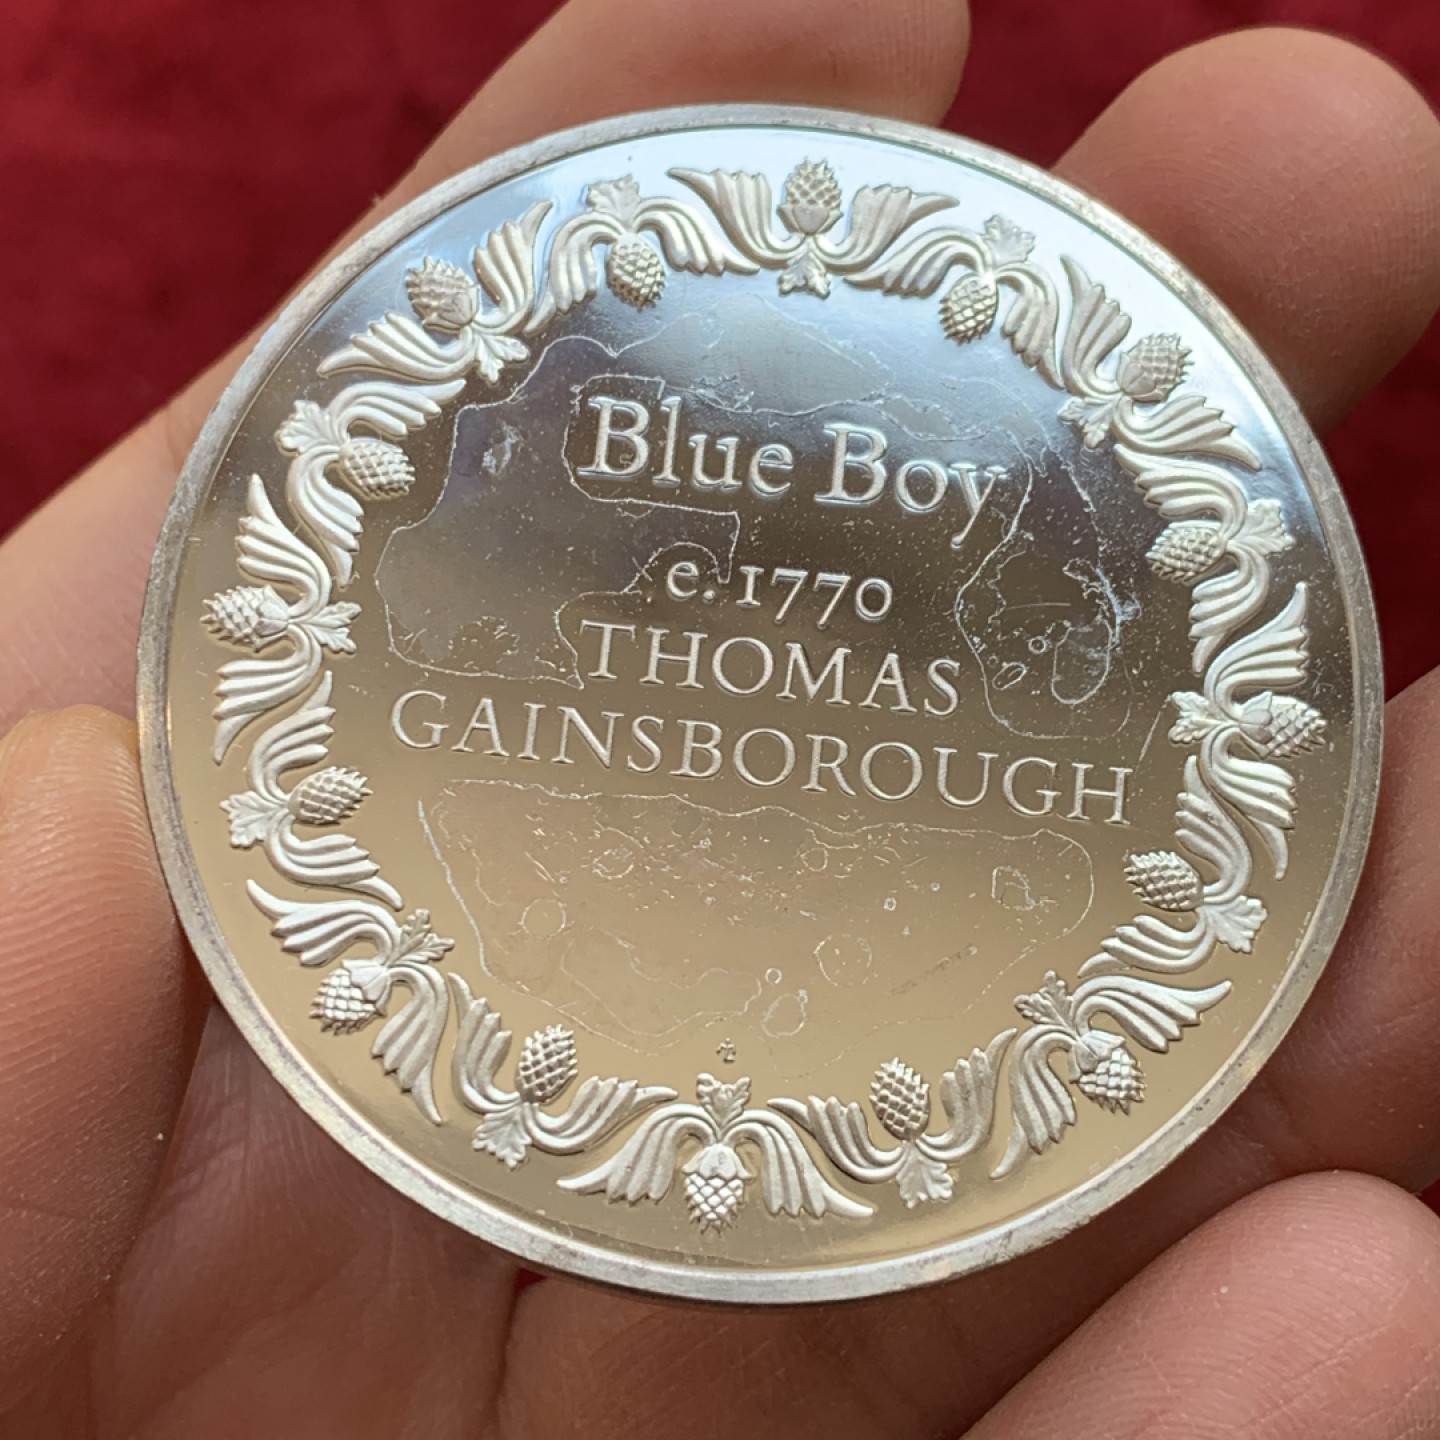 Blue Boy
e. 1770
THOMAS
GAINSBOROUGH